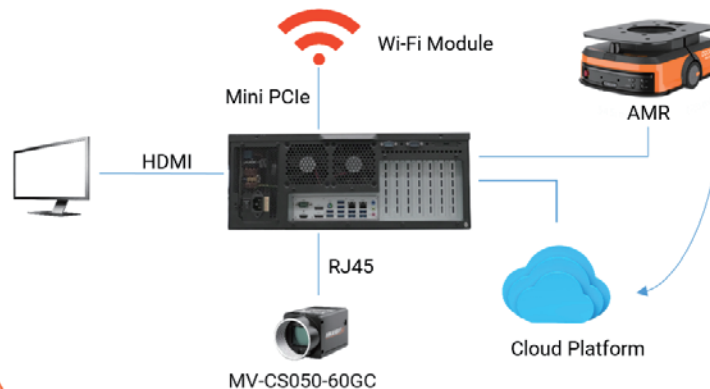 Wi-Fi Module
Mini PCIe
AMR
HDMI
RJ45
Cloud Platform
MV-CS050-60GC